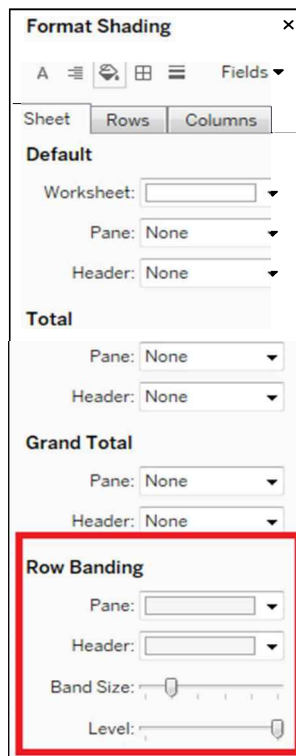 Format Shading ×
A Fields
Sheet Rows Columns
Default
Worksheet:
Pane: None
Header: None
Total
Pane: None
Header: None
Grand Total
Pane: None
Header: None
Row Banding
Pane:
Header:
Band Size:
Level: